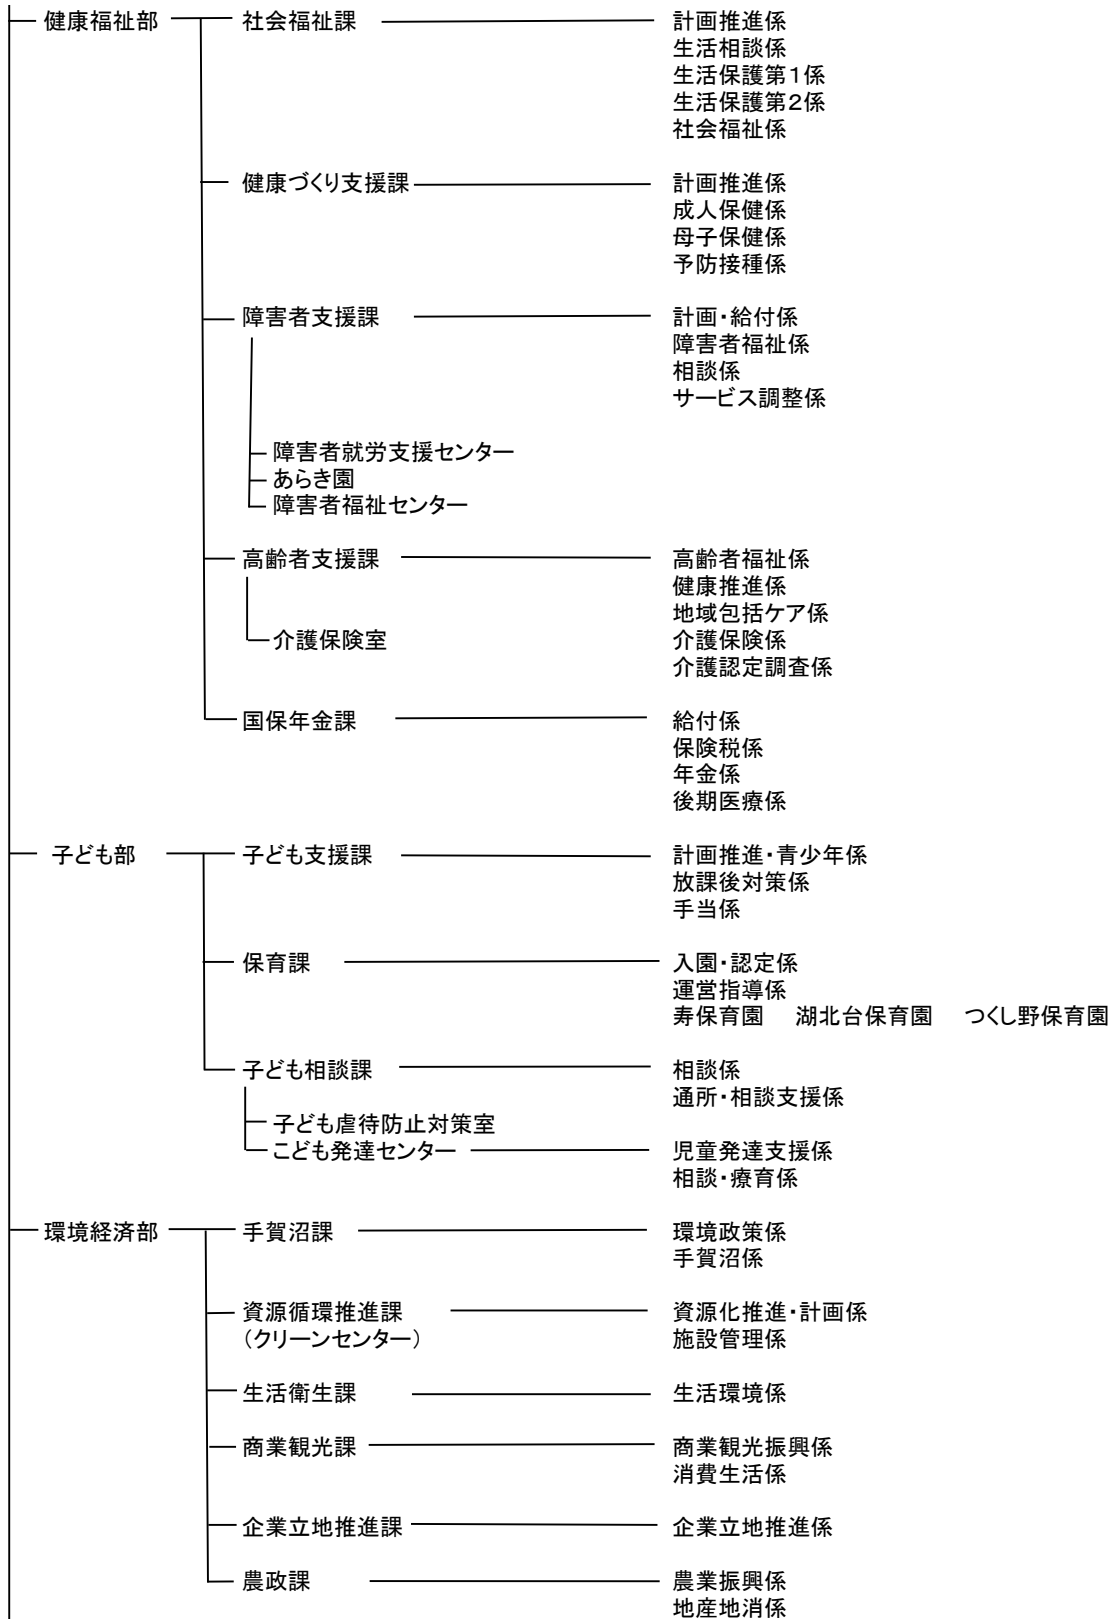 健康福祉部 社会福祉課 計画推進係
生活相談係
生活保護第1係
生活保護第2係
社会福祉係
健康づくり支援課 計画推進係
成人保健係
母子保健係
予防接種係
障害者支援課 計画・給付係
障害者福祉係
相談係
サービス調整係
障害者就労支援センター
あらき園
障害者福祉センター
高齢者支援課 高齢者福祉係
健康推進係
地域包括ケア係
介護保険室 介護保険係
介護認定調査係
国保年金課 給付係
保険税係
年金係
後期医療係
子ども部 子ども支援課 計画推進・青少年係
放課後対策係
手当係
保育課 入園・認定係
運営指導係
寿保育園 湖北台保育園 つくし野保育園
子ども相談課 相談係
通所・相談支援係
子ども虐待防止対策室
こども発達センター 児童発達支援係
相談・療育係
環境経済部 手賀沼課 環境政策係
手賀沼係
資源循環推進課 資源化推進・計画係
(クリーンセンター) 施設管理係
生活衛生課 生活環境係
商業観光課 商業観光振興係
消費生活係
企業立地推進課 企業立地推進係
農政課 農業振興係
地産地消係